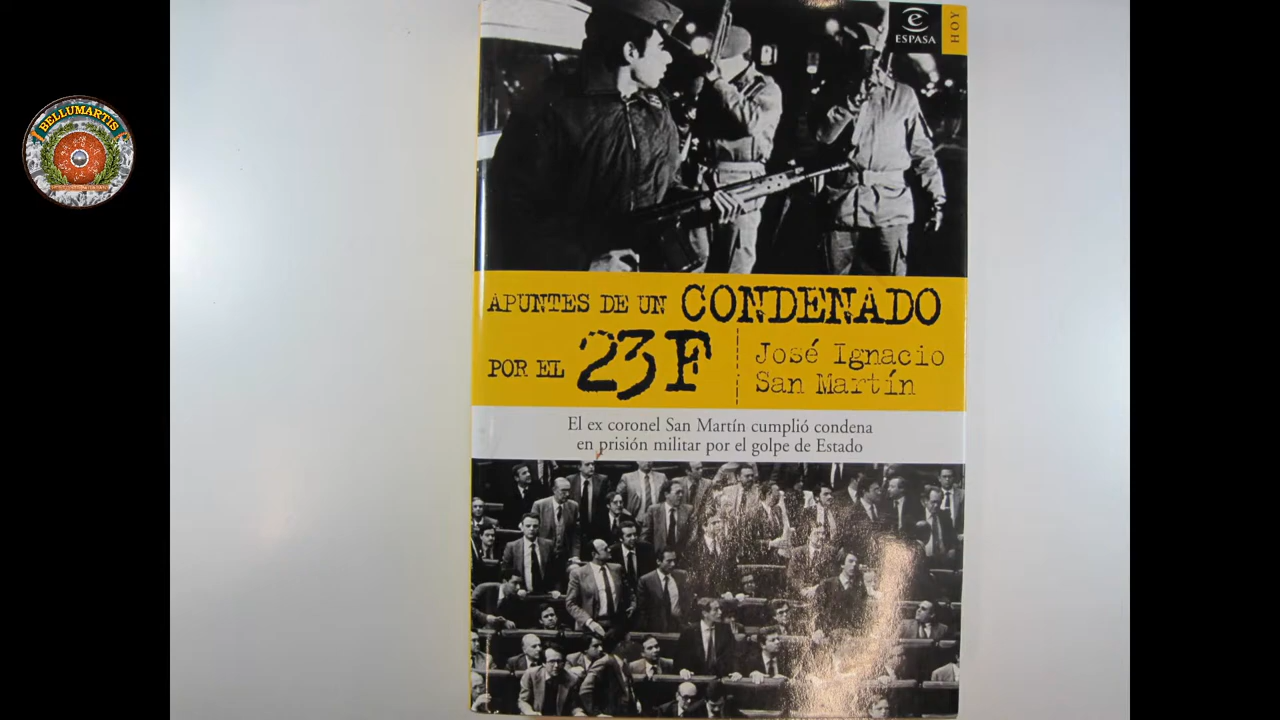 BELLUMARTIS
ESPASA
HOY
APUNTES DE UN CONDENADO
POR EL 23F
José Ignacio
San Martín
El ex coronel San Martín cumplió condena
en prisión militar por el golpe de Estado